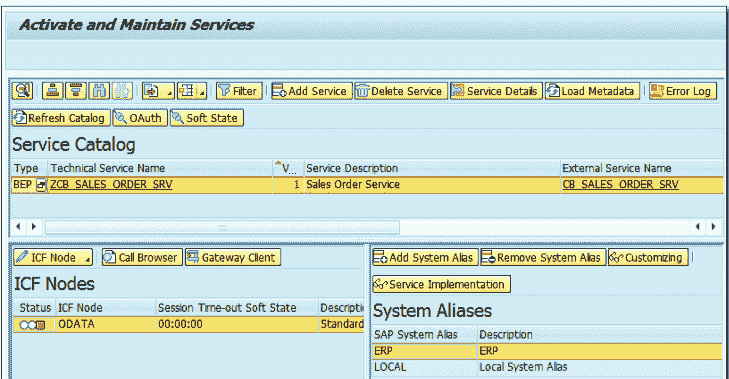 Activate and Maintain Services
Filter Add Service Delete Service Service Details Load Metadata Error Log
Refresh Catalog OAuth Soft State
Service Catalog
Type Technical Service Name V... Service Description External Service Name
BEP ZCB_SALES_ORDER_SRV 1 Sales Order Service CB_SALES_ORDER_SRV
ICF Node Call Browser Gateway Client
ICF Nodes
Status ICF Node Session Time-out Soft State Descripti
ODATA 00:00:00 Standard
Add System Alias Remove System Alias Customizing
Service Implementation
System Aliases
SAP System Alias Description
ERP ERP
LOCAL Local System Alias